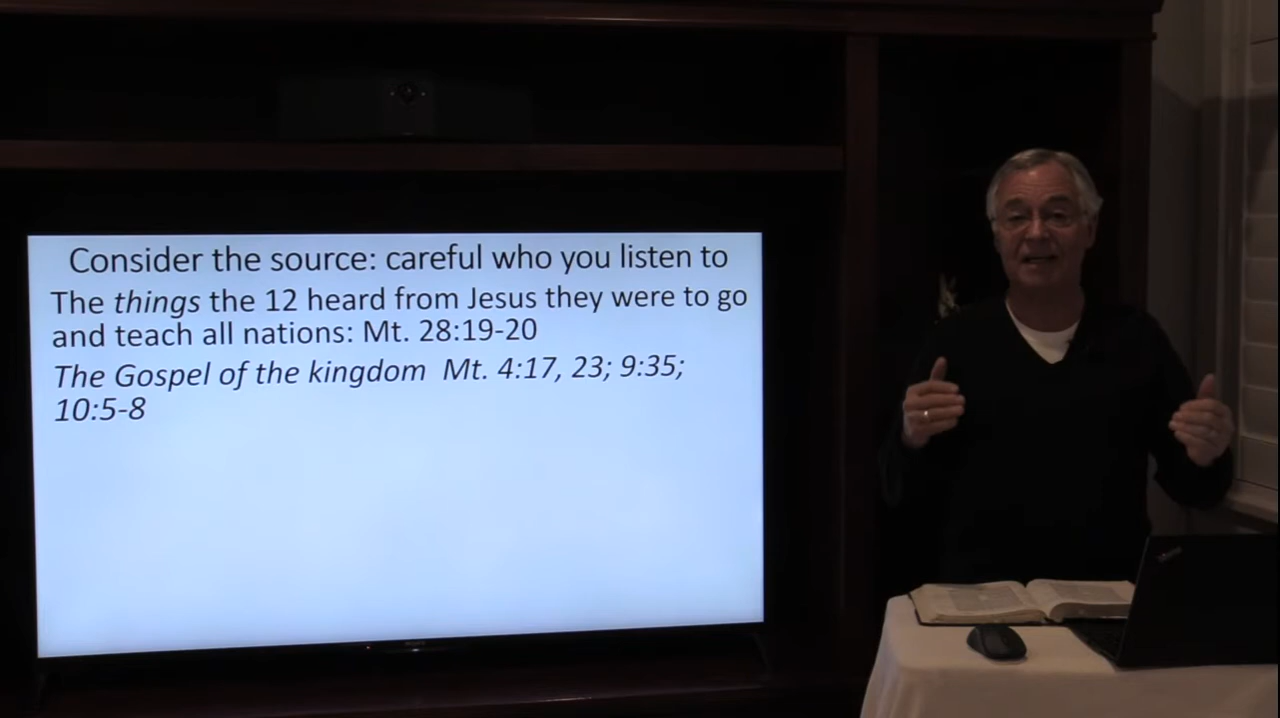 Consider the source: careful who you listen to
The things the 12 heard from Jesus they were to go
and teach all nations: Mt. 28:19-20
The Gospel of the kingdom Mt. 4:17, 23; 9:35;
10:5-8